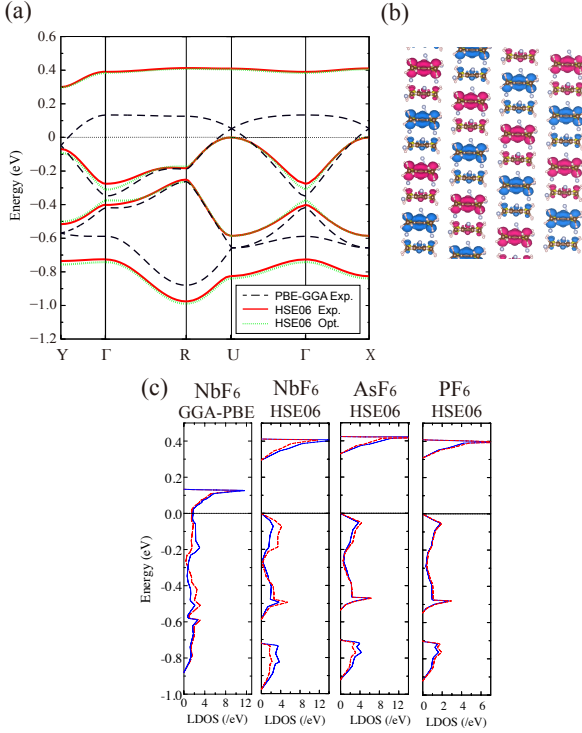 (a)
(b)
0.6
0.4
0.2
0
−0.2
−0.4
−0.6
−0.8
−1.0
−1.2
Energy (eV)
PBE-GGA Exp.
HSE06 Exp.
HSE06 Opt.
Y Γ R U Γ X
(c)
NbF6 NbF6 AsF6 PF6
GGA-PBE HSE06 HSE06 HSE06
0.4
0.2
0.0
-0.2
-0.4
-0.6
-0.8
-1.0
Energy (eV)
0 4 8 12 0 4 8 12 0 4 8 12 0 2 4 6
LDOS (/eV) LDOS (/eV) LDOS (/eV) LDOS (/eV)